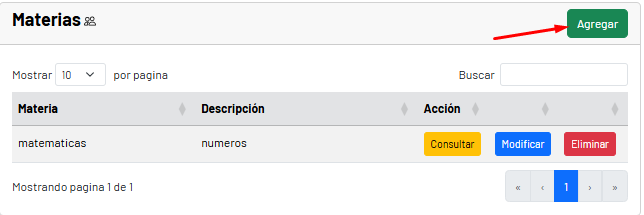 Materias
Agregar
Mostrar 10 por pagina
Buscar
Materia Descripción Acción
matematicas numeros Consultar Modificar Eliminar
Mostrando pagina 1 de 1
« ‹ 1 › »